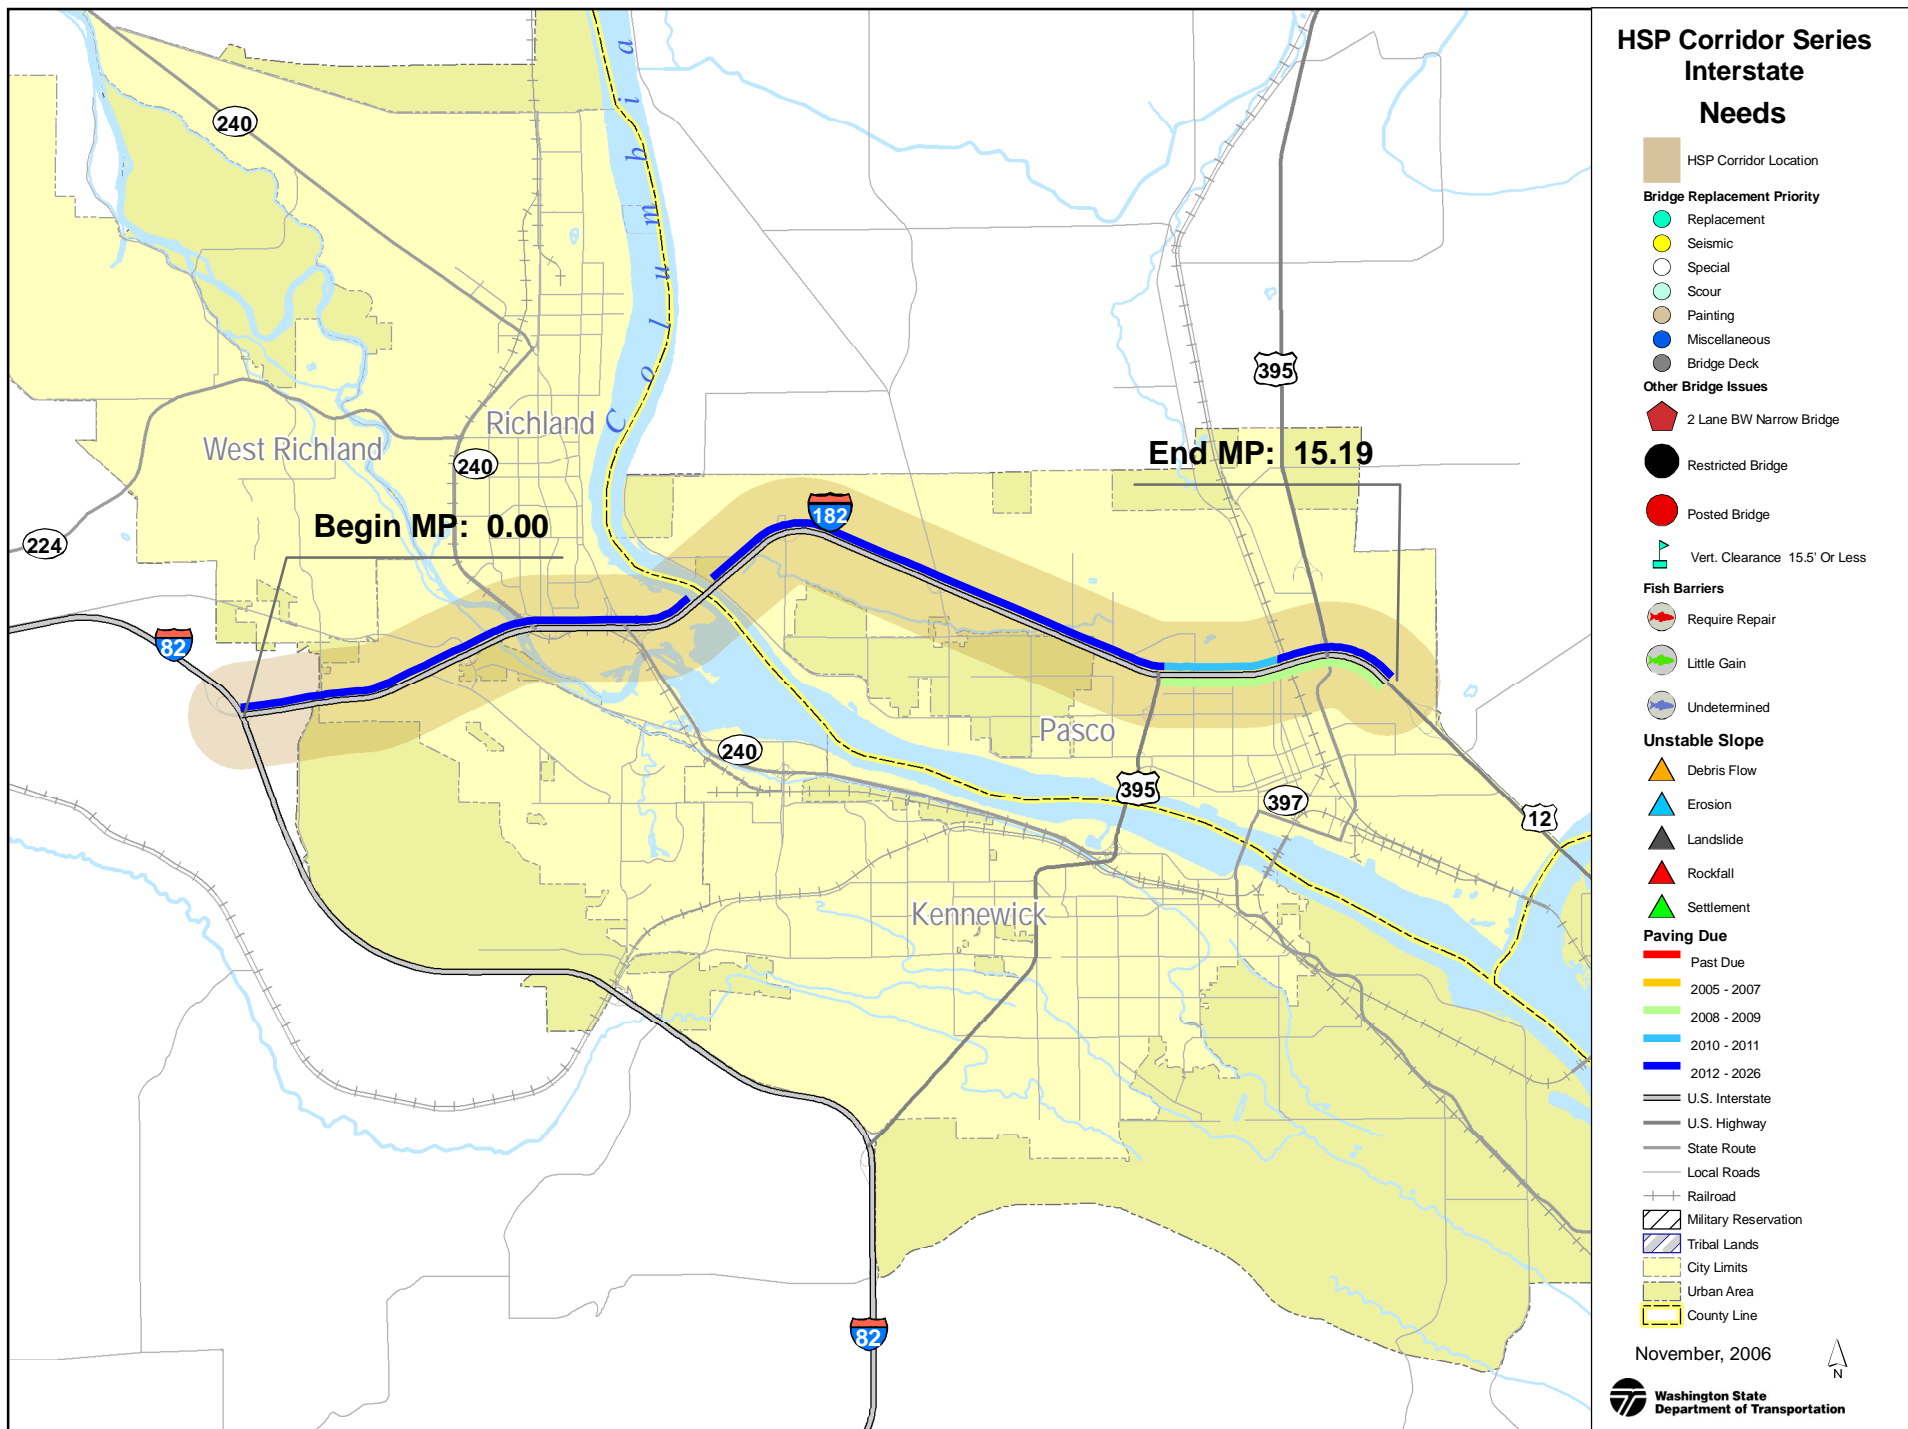 HSP Corridor Series
Interstate
Needs
HSP Corridor Location
Bridge Replacement Priority
Replacement
Seismic
Special
Scour
Painting
Miscellaneous
Bridge Deck
Other Bridge Issues
2 Lane BW Narrow Bridge
Restricted Bridge
Posted Bridge
Vert. Clearance 15.5' Or Less
Fish Barriers
Require Repair
Little Gain
Undetermined
Unstable Slope
Debris Flow
Erosion
Landslide
Rockfall
Settlement
Paving Due
Past Due
2005 - 2007
2008 - 2009
2010 - 2011
2012 - 2026
U.S. Interstate
U.S. Highway
State Route
Local Roads
Railroad
Military Reservation
Tribal Lands
City Limits
Urban Area
County Line
November, 2006
N
Washington State
Department of Transportation
Columbia
240
395
Richland
West Richland
240
End MP: 15.19
182
Begin MP: 0.00
224
82
Pasco
240
395
397
12
Kennewick
82